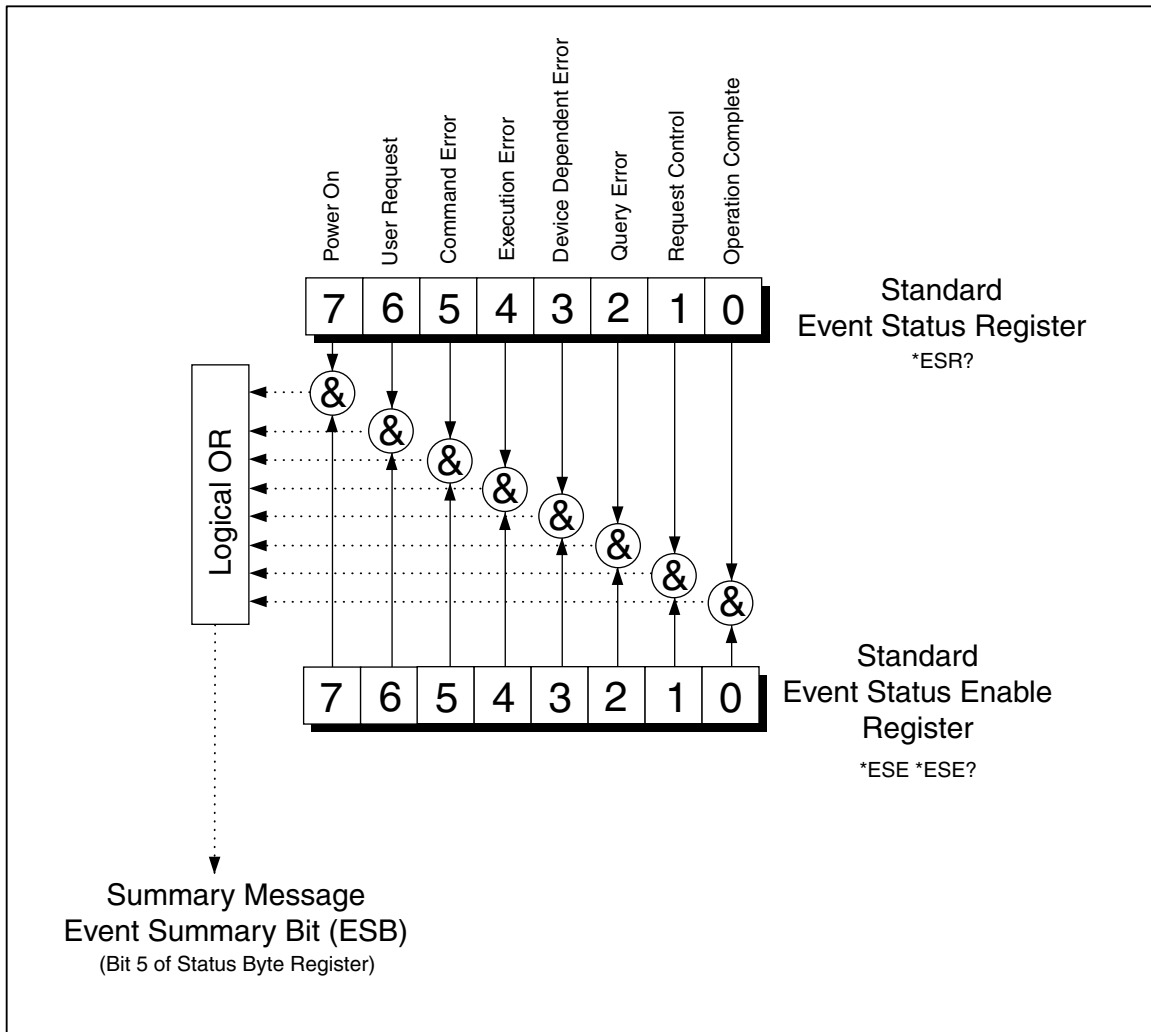 Power On
User Request
Command Error
Execution Error
Device Dependent Error
Query Error
Request Control
Operation Complete
7 6 5 4 3 2 1 0
Standard
Event Status Register
*ESR?
Logical OR
&
&
&
&
&
&
&
&
7 6 5 4 3 2 1 0
Standard
Event Status Enable
Register
*ESE *ESE?
Summary Message
Event Summary Bit (ESB)
(Bit 5 of Status Byte Register)